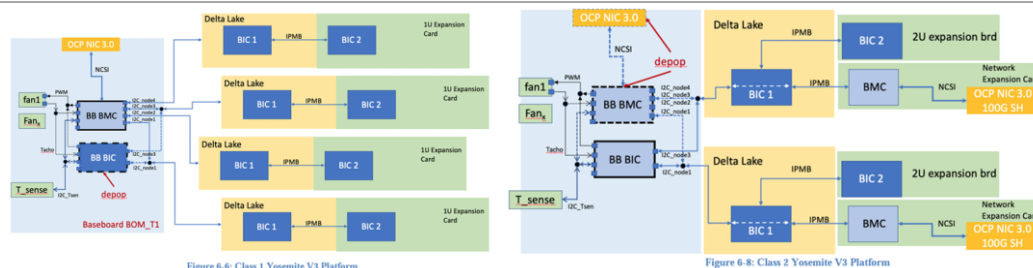 OCP NIC 3.0
NCSI
fan1
Fanx
PWM
Tacho
T_sense
I2C_Tsen
BB BMC
BB BIC
I2C_node4
I2C_node3
I2C_node2
I2C_node1
I2C_node3
I2C_node1
depop
Baseboard BOM_T1
Delta Lake
BIC 1
IPMB
BIC 2
1U Expansion
Card
BIC 1
IPMB
BIC 2
1U Expansion
Card
Delta Lake
Delta Lake
BIC 1
IPMB
BIC 2
1U Expansion
Card
Delta Lake
BIC 1
IPMB
BIC 2
1U Expansion
Card
Figure 6-6: Class 1 Yosemite V3 Platform
OCP NIC 3.0
NCSI
depop
fan1
Fanx
PWM
Tacho
T_sense
I2C_Tsen
BB BMC
BB BIC
I2C_node4
I2C_node3
I2C_node2
I2C_node1
I2C_node3
I2C_node1
Delta Lake
BIC 1
IPMB
BIC 2
2U expansion brd
IPMB
BMC
NCSI
Network
Expansion Car
OCP NIC 3.0
100G SH
Delta Lake
BIC 1
IPMB
BIC 2
2U expansion brd
IPMB
BMC
NCSI
Network
Expansion Car
OCP NIC 3.0
100G SH
Figure 6-8: Class 2 Yosemite V3 Platform